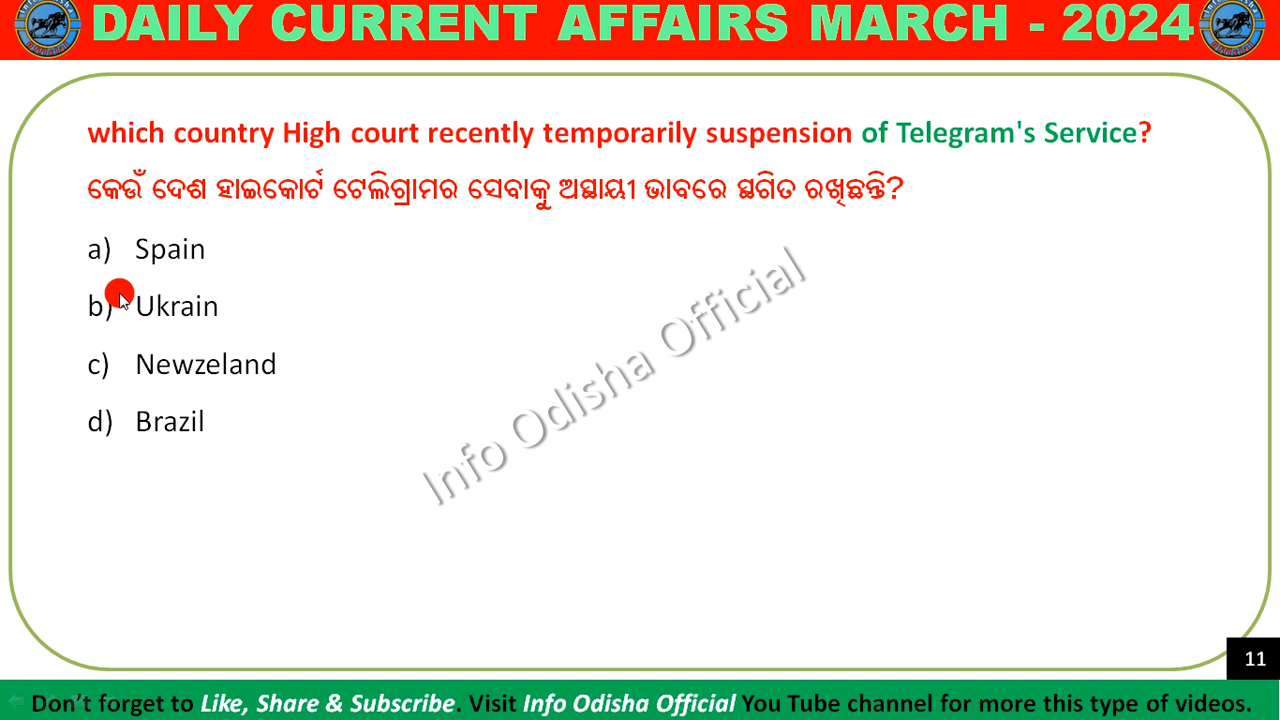 DAILY CURRENT AFFAIRS MARCH - 2024
which country High court recently temporarily suspension of Telegram's Service?
କେଉଁ ଦେଶ ହାଇକୋର୍ଟ ଟେଲିଗ୍ରାମର ସେବାକୁ ଅସ୍ଥାୟୀ ଭାବରେ ସ୍ଥଗିତ ରଖିଛନ୍ତି?
a) Spain
b) Ukrain
c) Newzeland
d) Brazil
Info Odisha Official
11
Don't forget to Like, Share & Subscribe. Visit Info Odisha Official You Tube channel for more this type of videos.